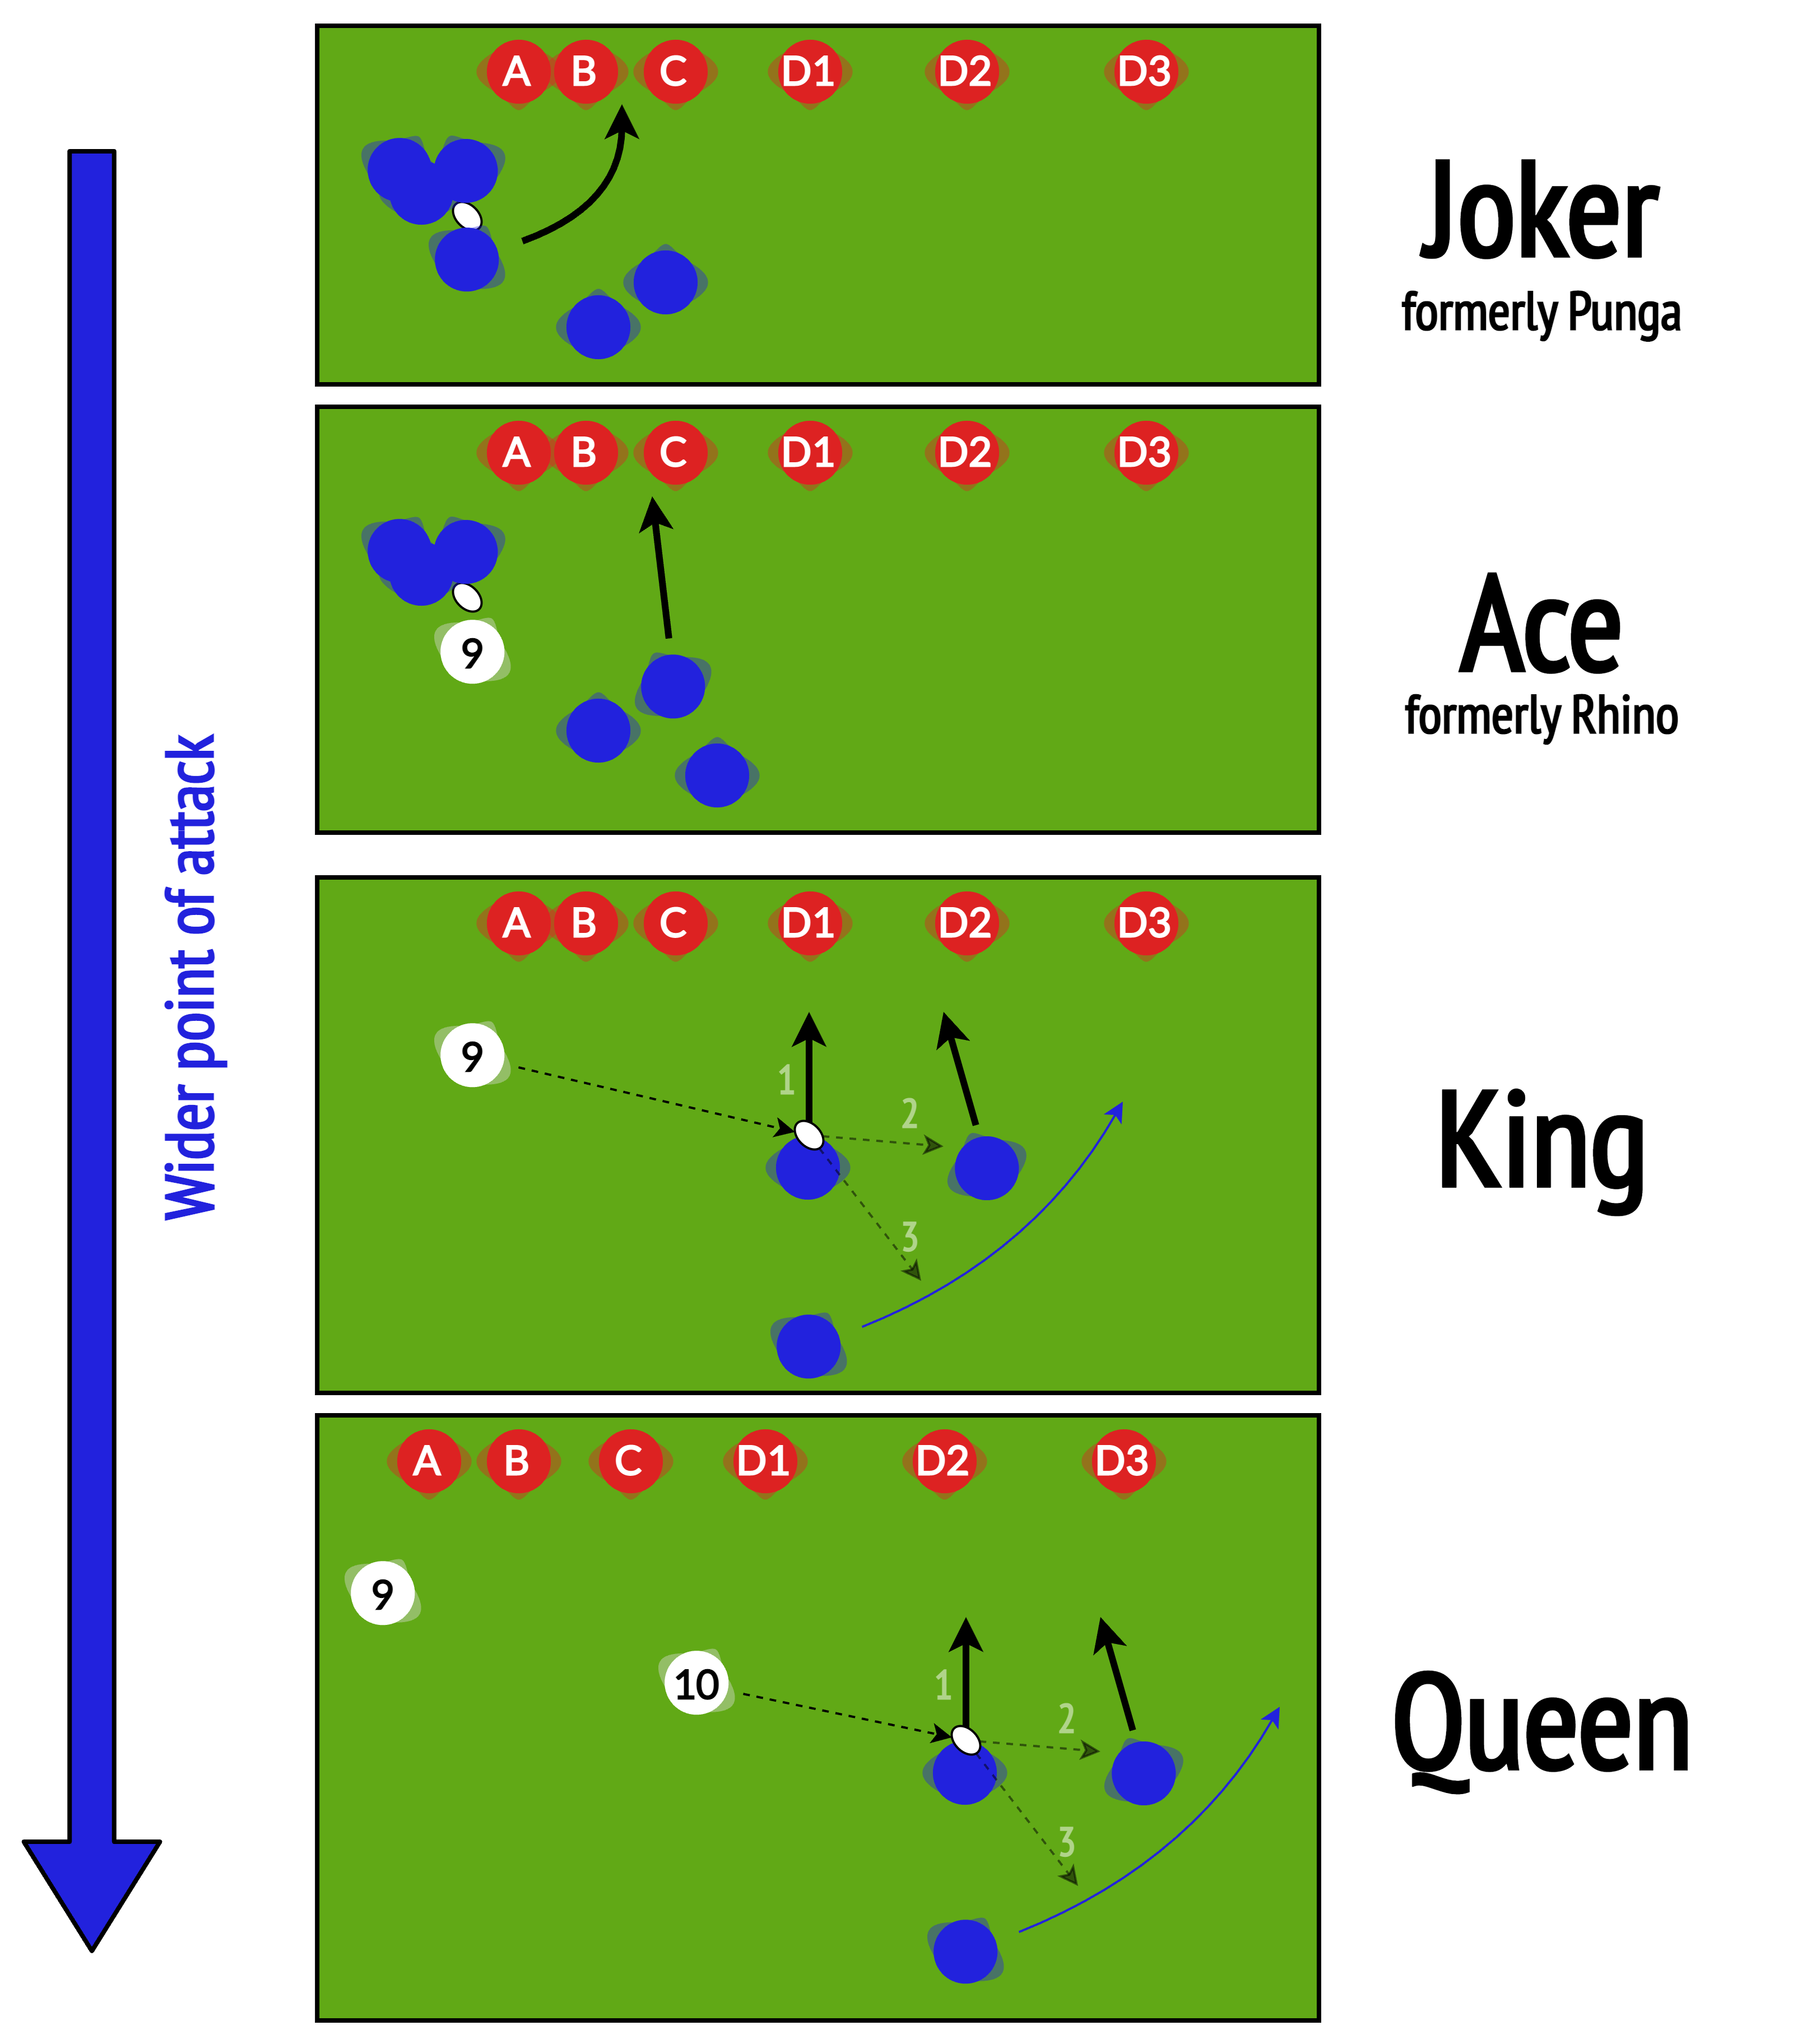 Wider point of attack
A B C D1 D2 D3
Joker
formerly Punga
A B C D1 D2 D3
9
Ace
formerly Rhino
A B C D1 D2 D3
9
1
2
3
King
A B C D1 D2 D3
9
10
1
2
3
Queen